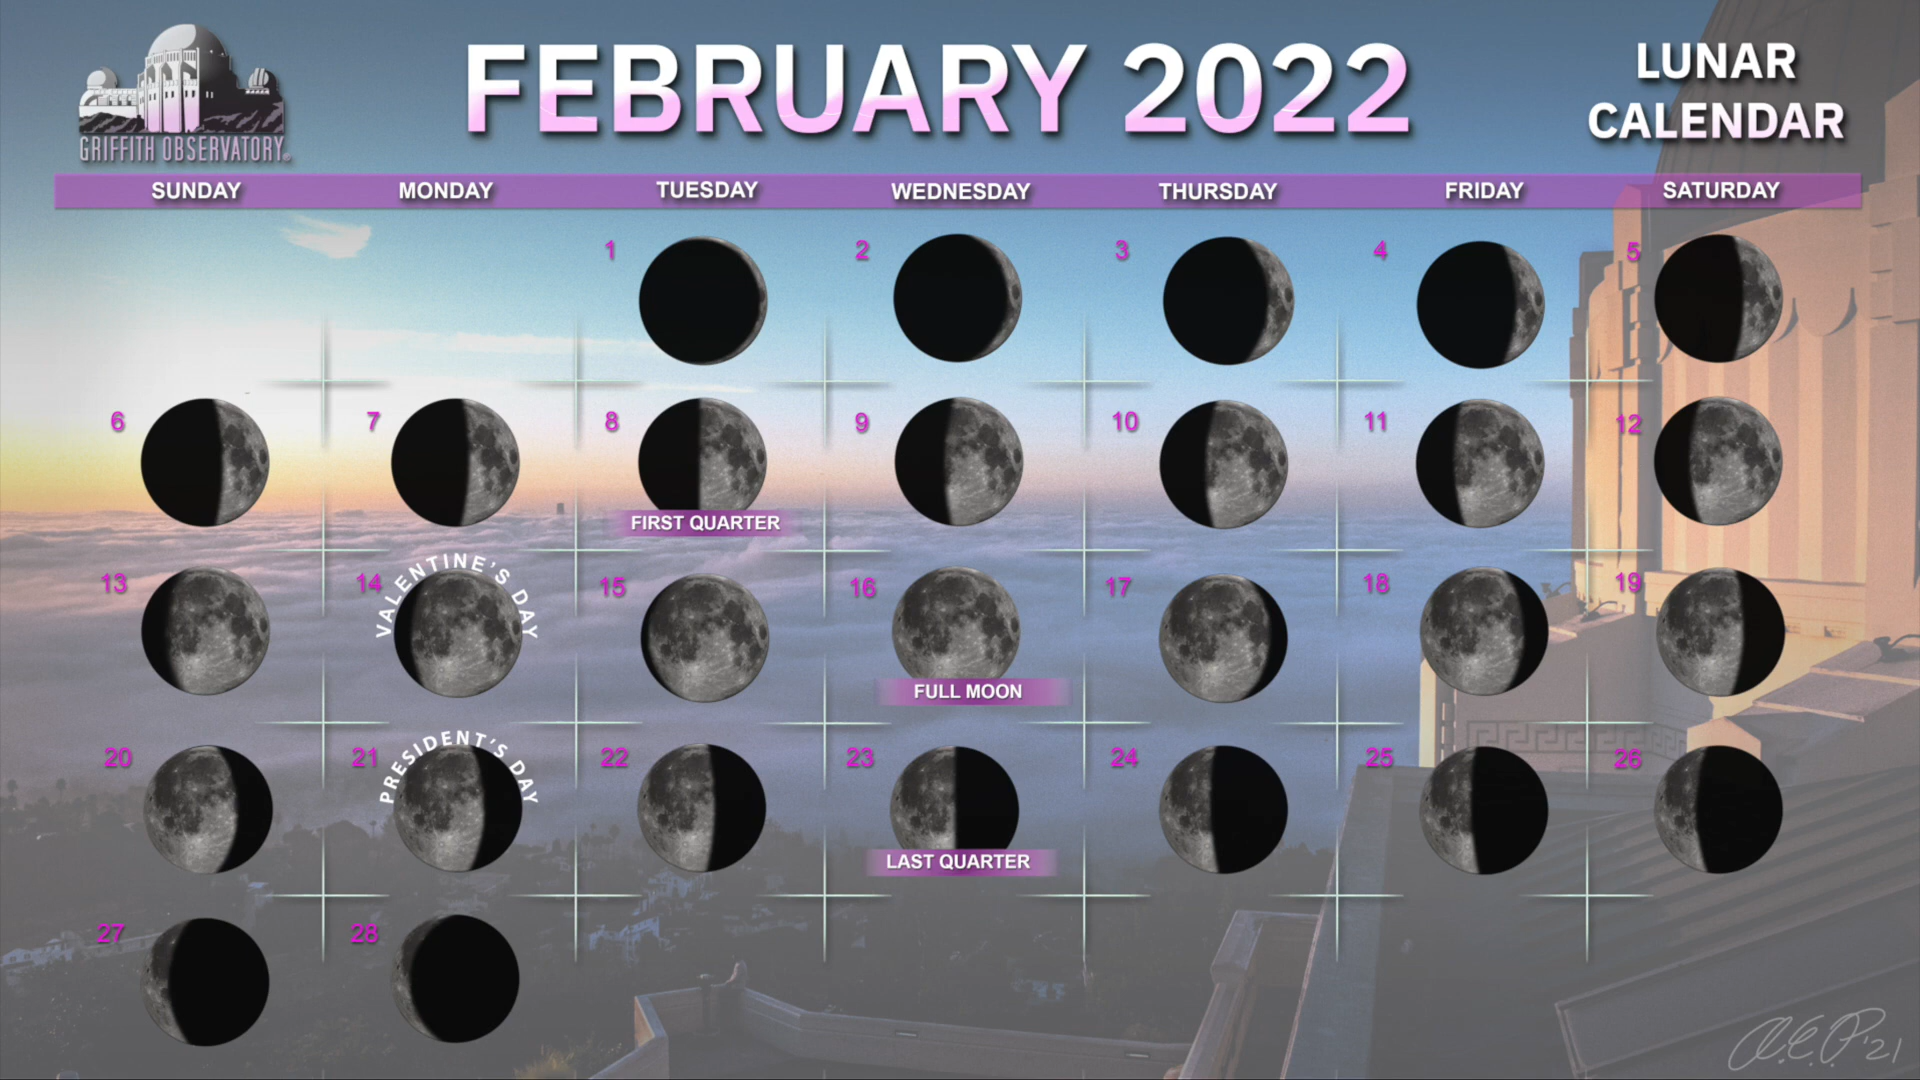 GRIFFITH OBSERVATORY®
FEBRUARY 2022
LUNAR
CALENDAR
SUNDAY MONDAY TUESDAY WEDNESDAY THURSDAY FRIDAY SATURDAY
1 2 3 4 5
6 7 8 9 10 11 12
FIRST QUARTER
13 14 15 16 17 18 19
VALENTINE'S DAY
FULL MOON
20 21 22 23 24 25 26
PRESIDENT'S DAY
LAST QUARTER
27 28
'21